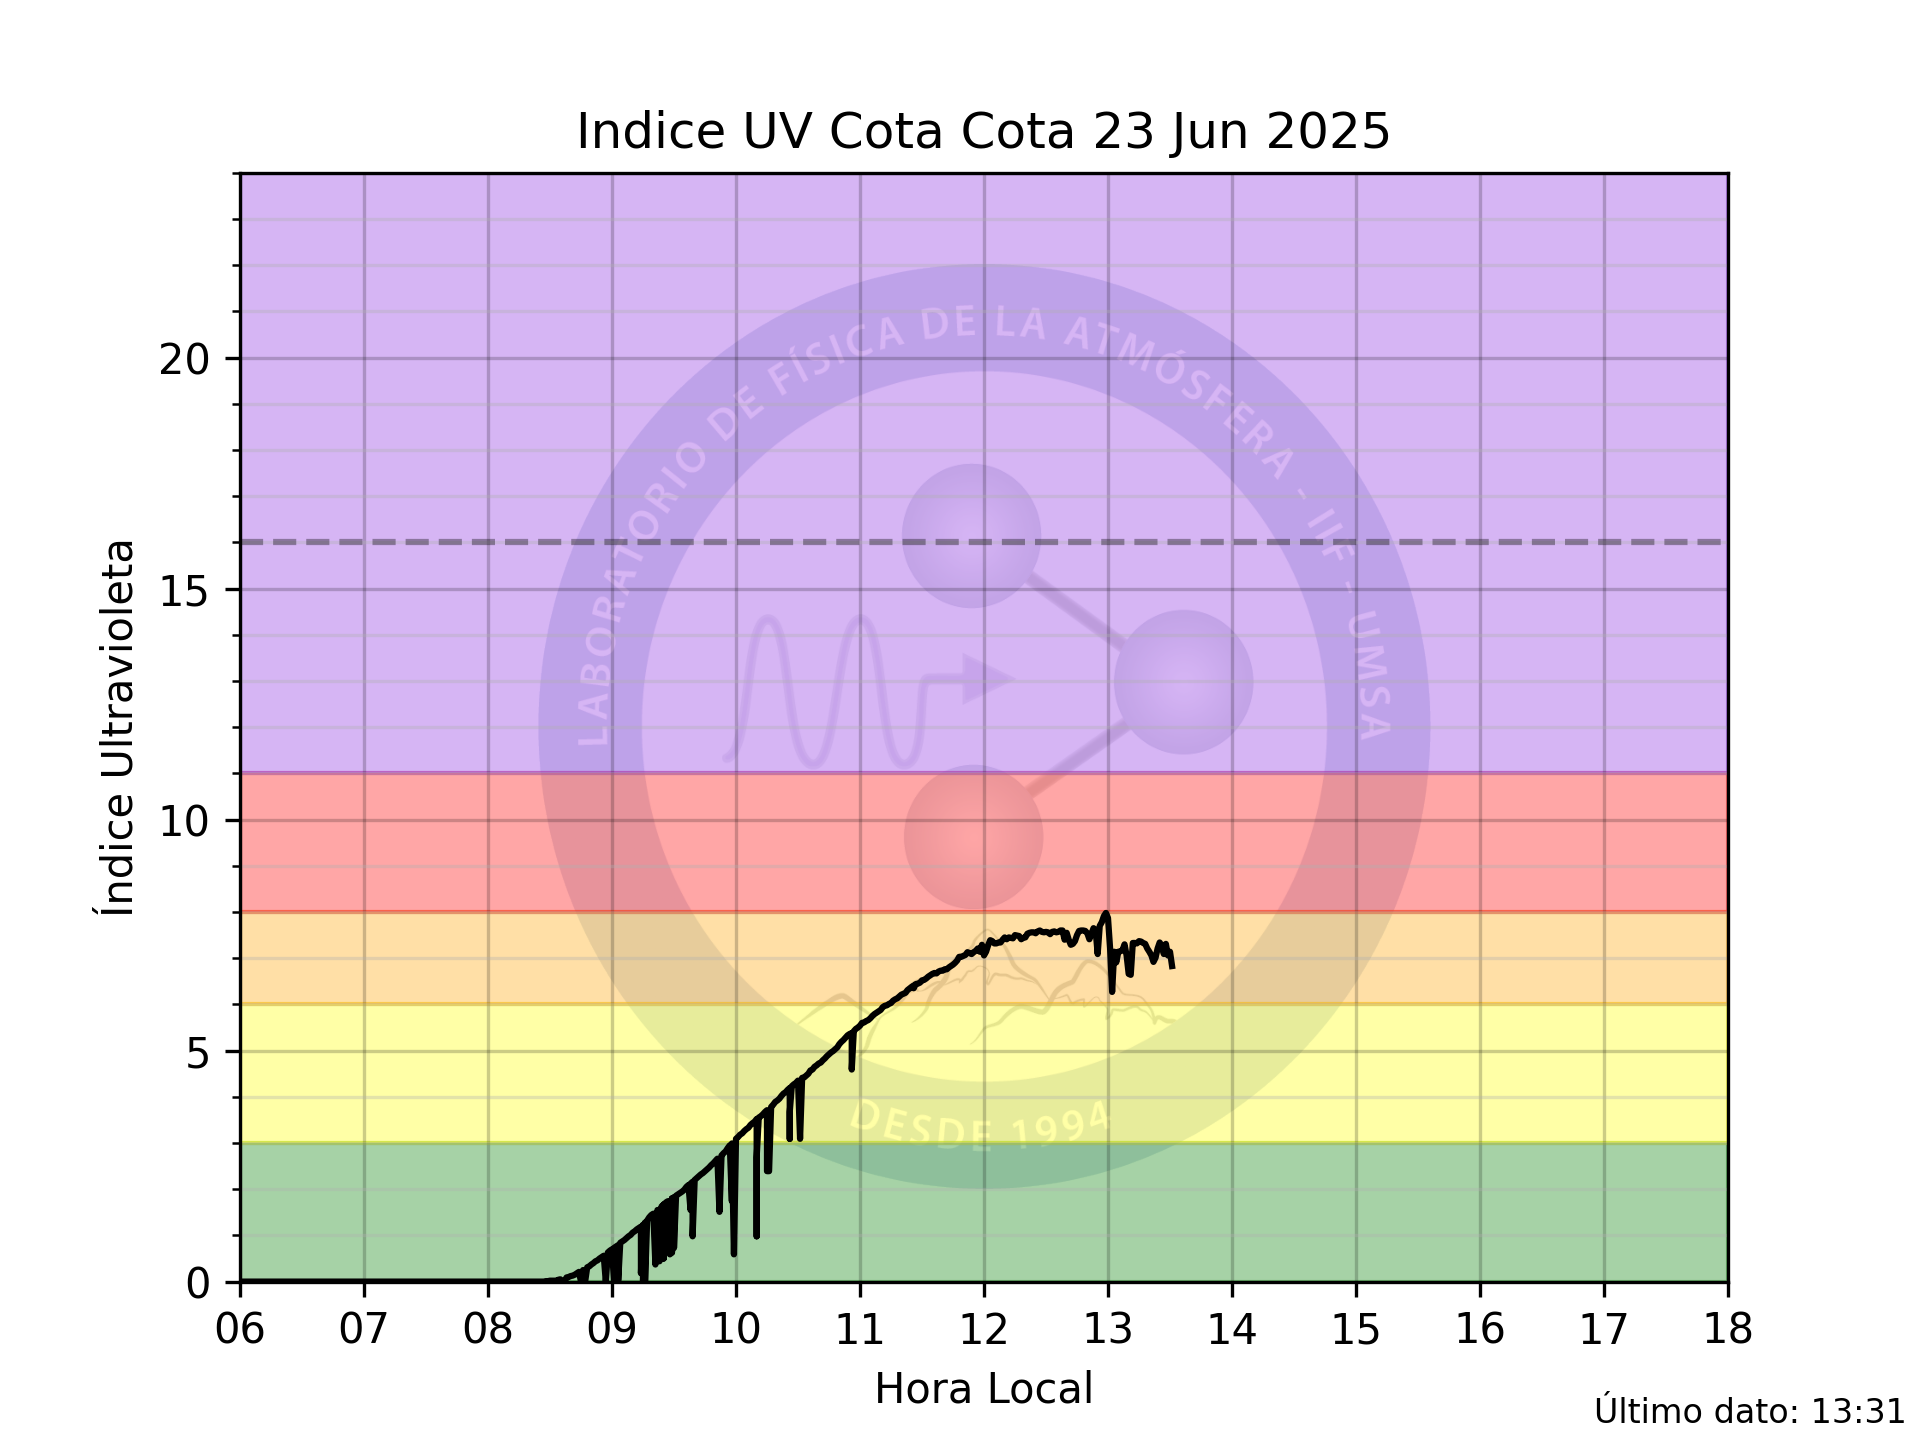 Indice UV Cota Cota 23 Jun 2025
Índice Ultravioleta
20
15
10
5
0
LABORATORIO DE FÍSICA DE LA ATMÓSFERA - IIF - UMSA
DESDE 1994
06 07 08 09 10 11 12 13 14 15 16 17 18
Hora Local
Último dato: 13:31